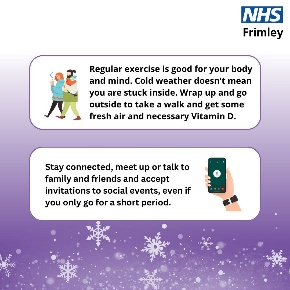 NHS
Frimley
Regular exercise is good for your body
and mind. Cold weather doesn't mean
you are stuck inside. Wrap up and go
outside to take a walk and get some
fresh air and necessary Vitamin D.
Stay connected, meet up or talk to
family and friends and accept
invitations to social events, even if
you only go for a short period.